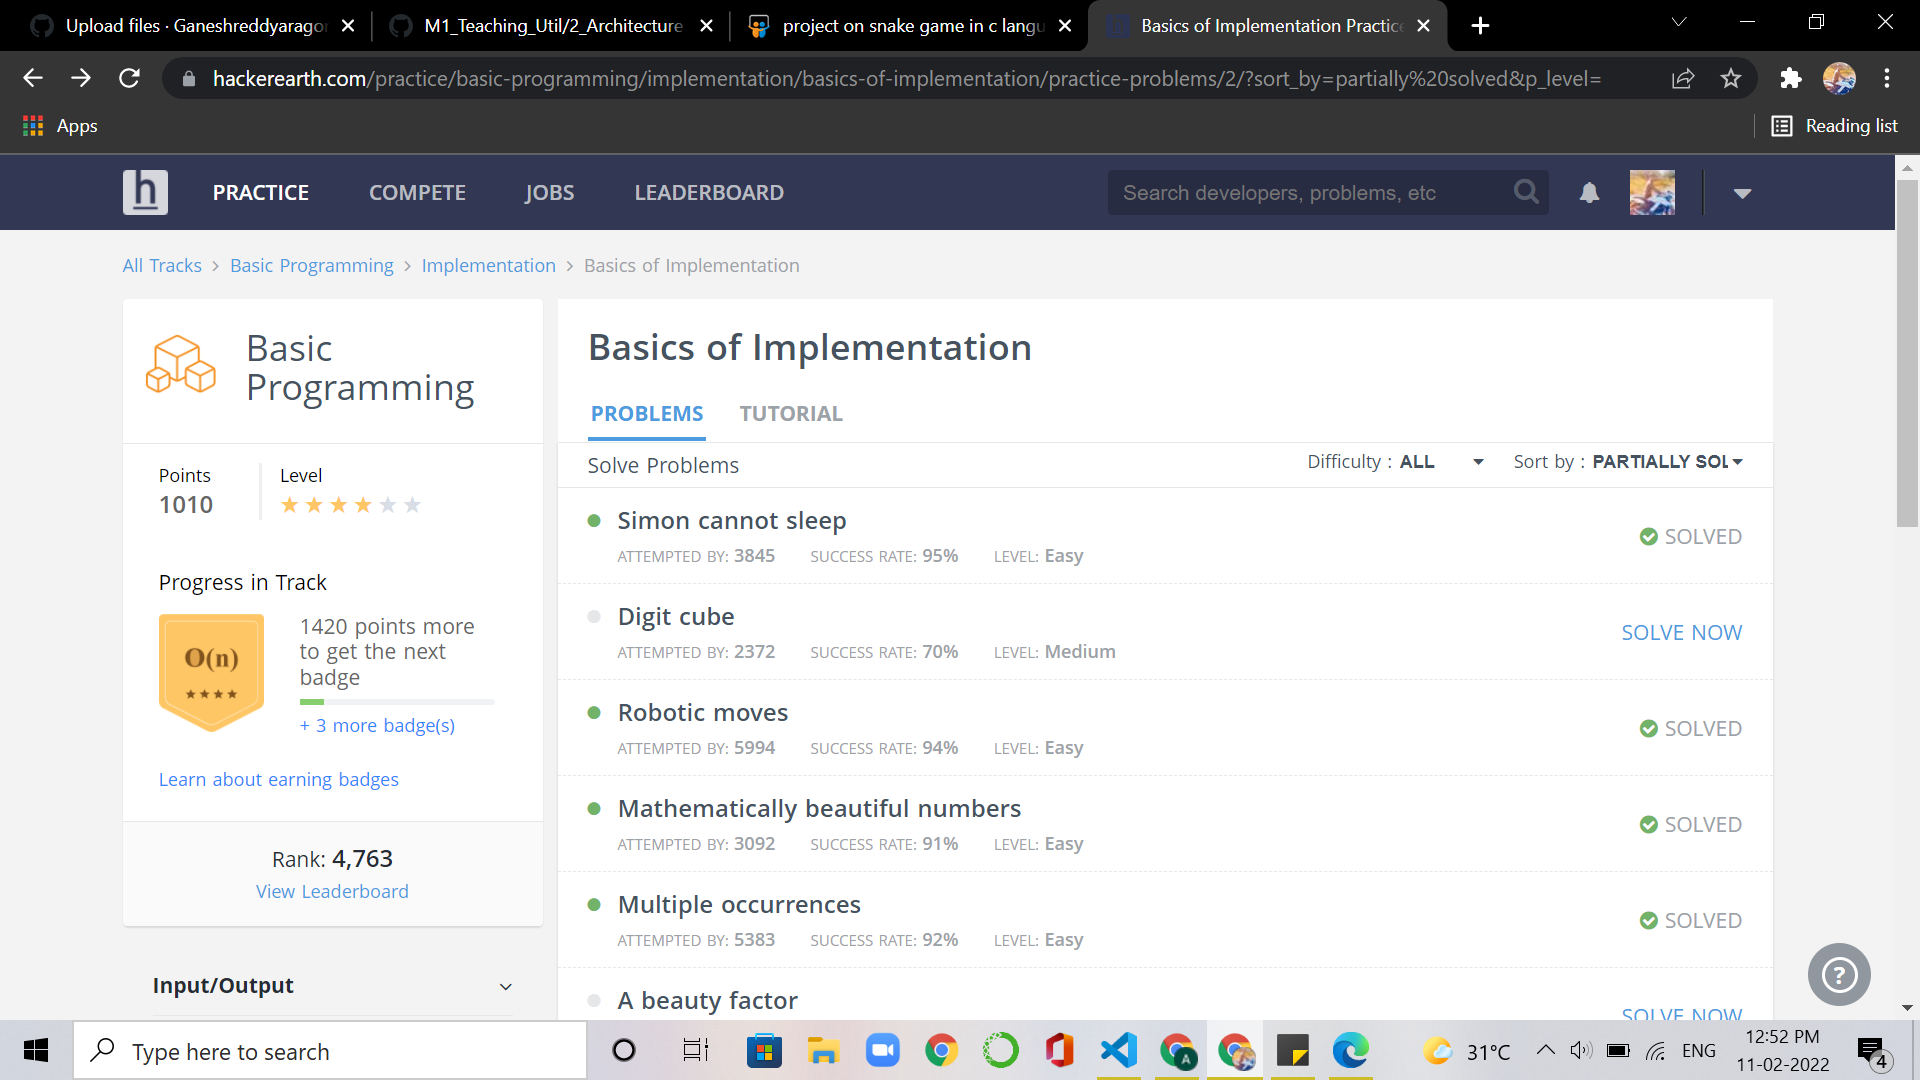 Upload files · Ganeshreddyarago
M1_Teaching_Util/2_Architecture
project on snake game in c langu
Basics of Implementation Practice
hackerearth.com/practice/basic-programming/implementation/basics-of-implementation/practice-problems/2/?sort_by=partially%20solved&p_level=
Apps
Reading list
h
PRACTICE
COMPETE
JOBS
LEADERBOARD
Search developers, problems, etc
All Tracks > Basic Programming > Implementation > Basics of Implementation
Basic
Programming
Points
1010
Level
Progress in Track
O(n)
1420 points more
to get the next
badge
+ 3 more badge(s)
Learn about earning badges
Rank: 4,763
View Leaderboard
Input/Output
Basics of Implementation
PROBLEMS
TUTORIAL
Solve Problems
Difficulty : ALL
Sort by : PARTIALLY SOL
Simon cannot sleep
ATTEMPTED BY: 3845 SUCCESS RATE: 95% LEVEL: Easy
SOLVED
Digit cube
ATTEMPTED BY: 2372 SUCCESS RATE: 70% LEVEL: Medium
SOLVE NOW
Robotic moves
ATTEMPTED BY: 5994 SUCCESS RATE: 94% LEVEL: Easy
SOLVED
Mathematically beautiful numbers
ATTEMPTED BY: 3092 SUCCESS RATE: 91% LEVEL: Easy
SOLVED
Multiple occurrences
ATTEMPTED BY: 5383 SUCCESS RATE: 92% LEVEL: Easy
SOLVED
A beauty factor
SOLVE NOW
?
Type here to search
A
31°C
ENG
12:52 PM
11-02-2022
4